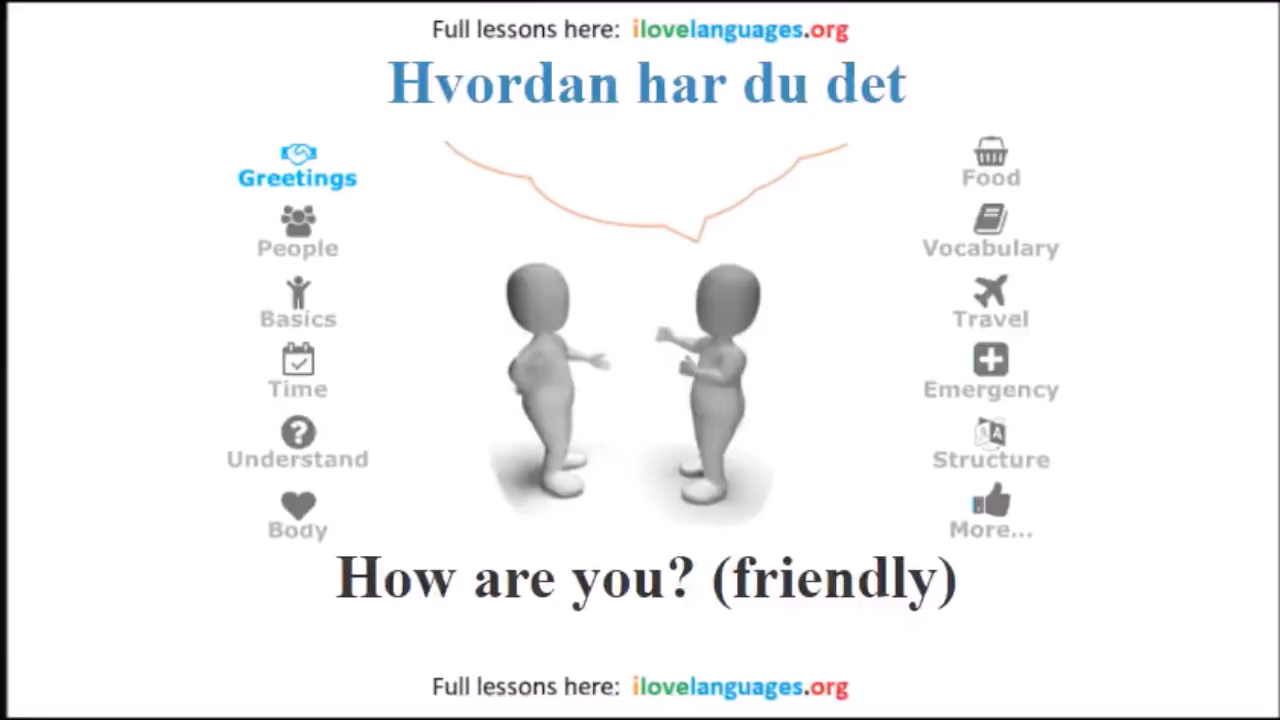 Full lessons here: ilovelanguages.org
Hvordan har du det
Greetings
People
Basics
Time
Understand
Body
Food
Vocabulary
Travel
Emergency
Structure
More...
How are you? (friendly)
Full lessons here: ilovelanguages.org